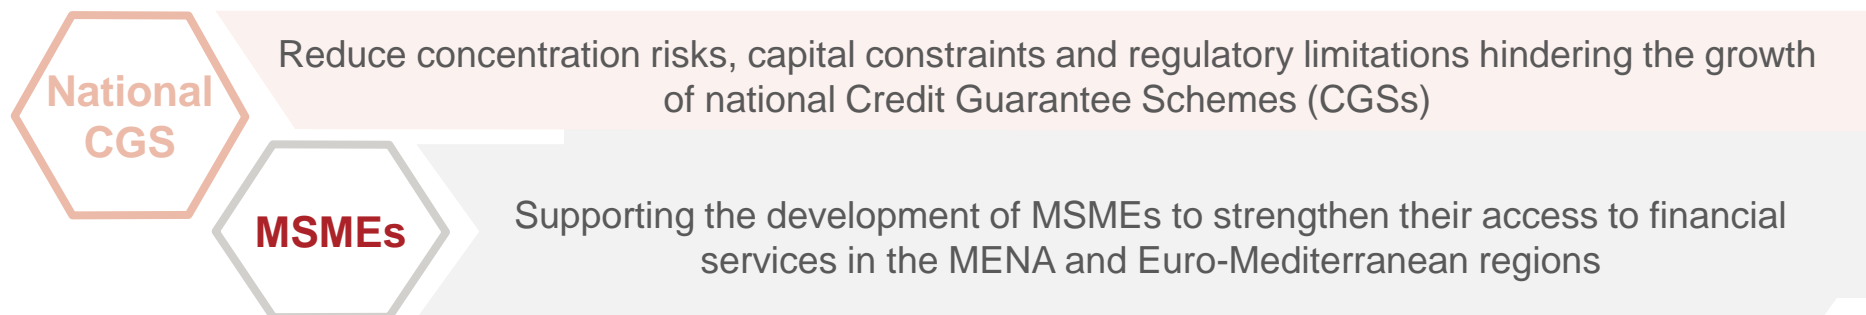 National
CGS
Reduce concentration risks, capital constraints and regulatory limitations hindering the growth
of national Credit Guarantee Schemes (CGSs)
MSMEs
Supporting the development of MSMEs to strengthen their access to financial
services in the MENA and Euro-Mediterranean regions